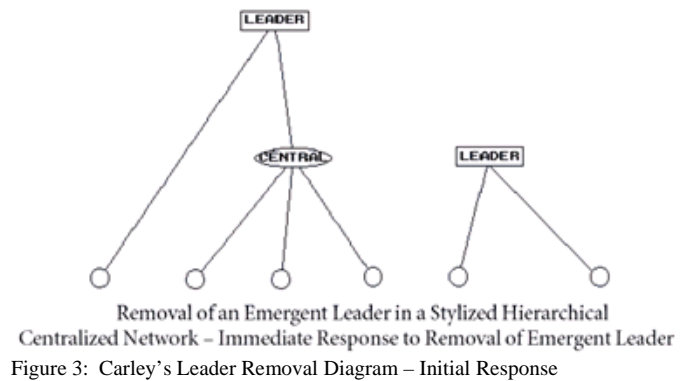 LEADER
CENTRAL
LEADER
Removal of an Emergent Leader in a Stylized Hierarchical
Centralized Network – Immediate Response to Removal of Emergent Leader
Figure 3:  Carley’s Leader Removal Diagram – Initial Response